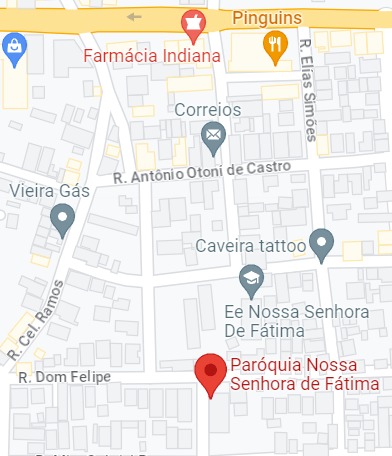 Pinguins
Farmácia Indiana
R. Elias Simões
Correios
R. Antônio Otoni de Castro
Vieira Gás
Caveira tattoo
R. Cel. Ramos
Ee Nossa Senhora
De Fátima
Paróquia Nossa
Senhora de Fátima
R. Dom Felipe